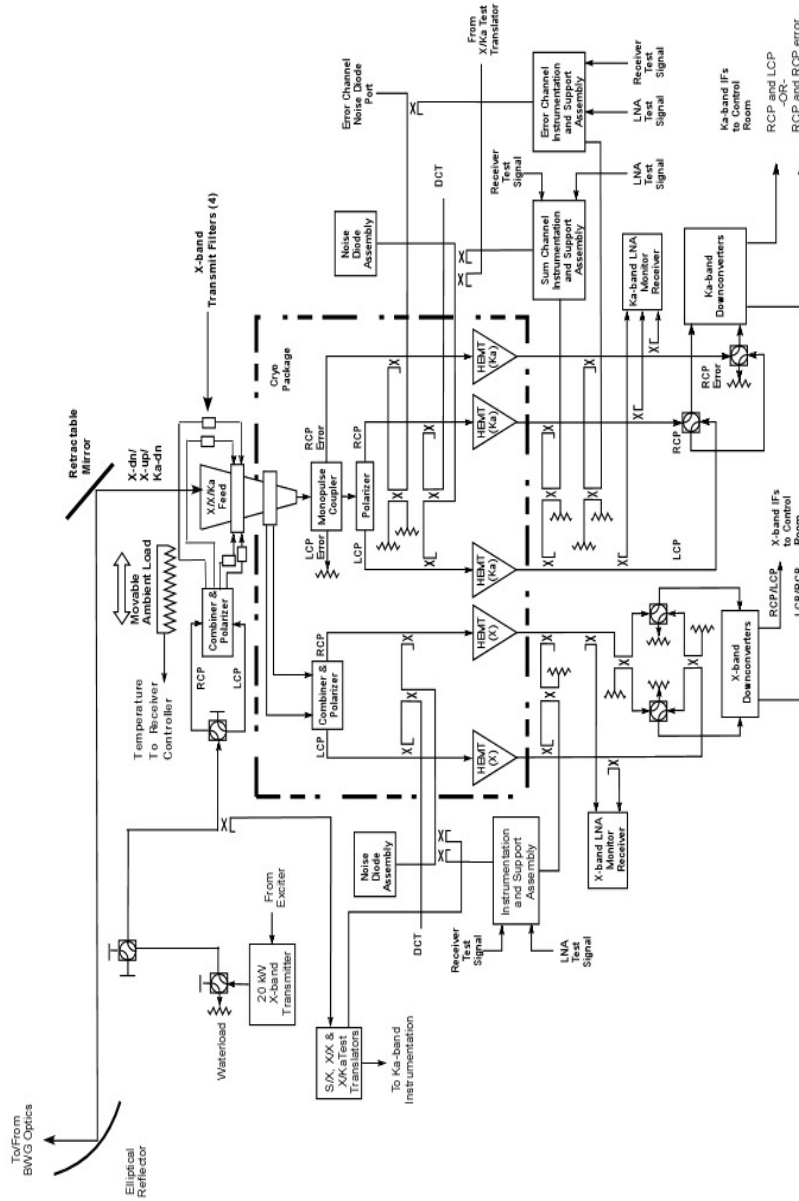 To/From
BWG Optics
Elliptical
Reflector
Retractable
Mirror
X-dn/
X-up/
Ka-dn
X-band
Transmit Filters (4)
Movable
Ambient Load
Temperature
To Receiver
Controller
X/X/Ka
Feed
Combiner &
Polarizer
RCP
LCP
Waterload
20 kW
X-band
Transmitter
From
Exciter
S/X, X/X &
X/KaTest
Translators
To Ka-band
Instrumentation
Cryo
Package
Combiner &
Polarizer
LCP
RCP
Monopulse
Coupler
LCP
Error
RCP
Error
Polarizer
LCP
RCP
Noise
Diode
Assembly
Noise
Diode
Assembly
Error Channel
Noise Diode
Port
DCT
From
X/Ka Test
Translator
DCT
HEMT
(X)
HEMT
(X)
HEMT
(Ka)
HEMT
(Ka)
HEMT
(Ka)
Receiver
Test
Signal
Instrumentation
and Support
Assembly
LNA
Test
Signal
Receiver
Test
Signal
Sum Channel
Instrumentation
and Support
Assembly
LNA
Test
Signal
Error Channel
Instrumentation
and Support
Assembly
LNA
Test
Signal
Receiver
Test
Signal
X-band LNA
Monitor
Receiver
Ka-band LNA
Monitor
Receiver
LCP
RCP
RCP
Error
X-band
Downconverters
Ka-band
Downconverters
RCP/LCP
LCP/RCP
X-band IFs
to Control
Room
Ka-band IFs
to Control
Room
RCP and LCP
-OR-
RCP and RCP error